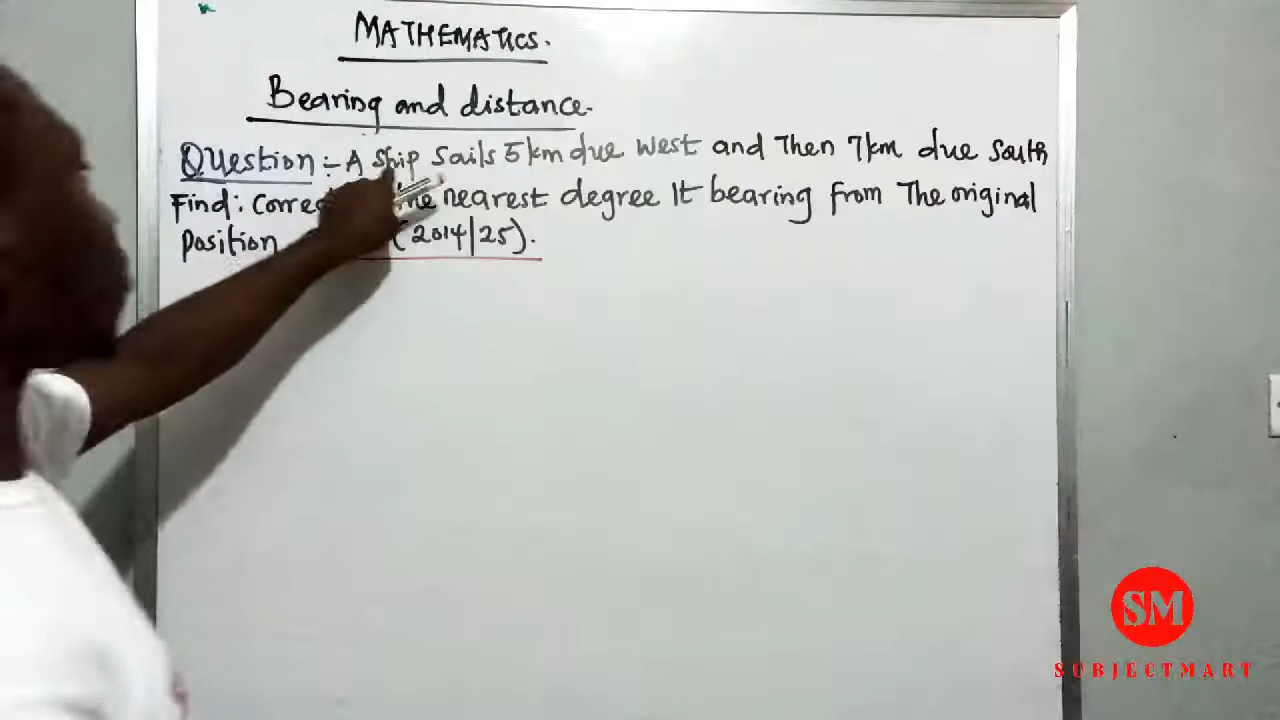 MATHEMATICS.
Bearing and distance.
Question :- A Ship Sails 5km due west and Then 7km due South
Find: nearest degree It bearing from The original
Position (2014/25).
SM
SUBJECTMART